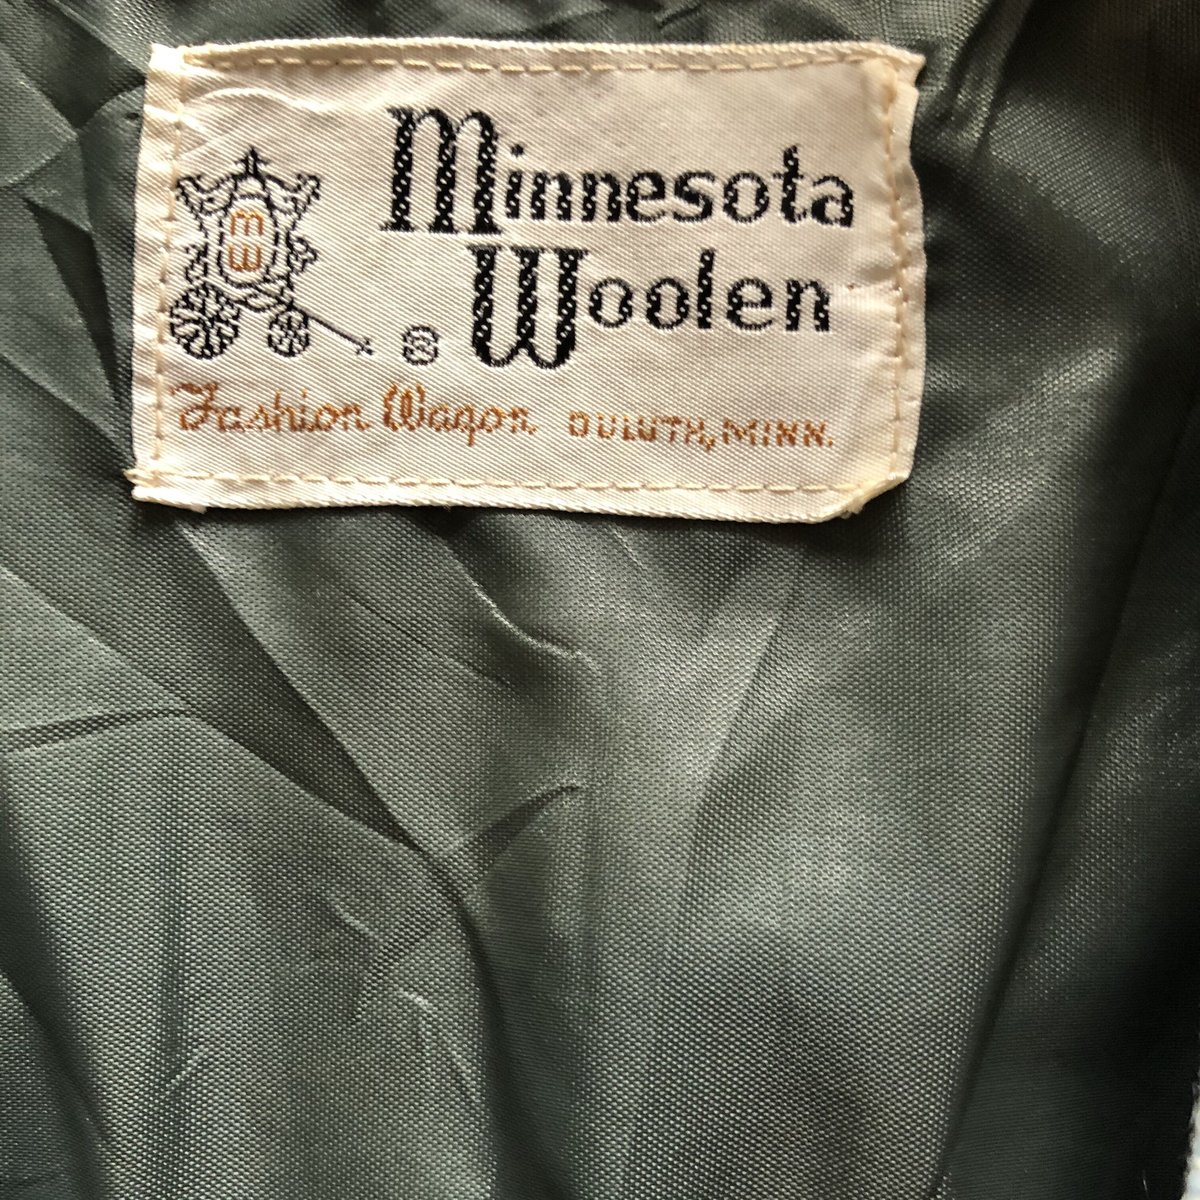 Minnesota
Woolen
®
Fashion Wagon DULUTH, MINN.